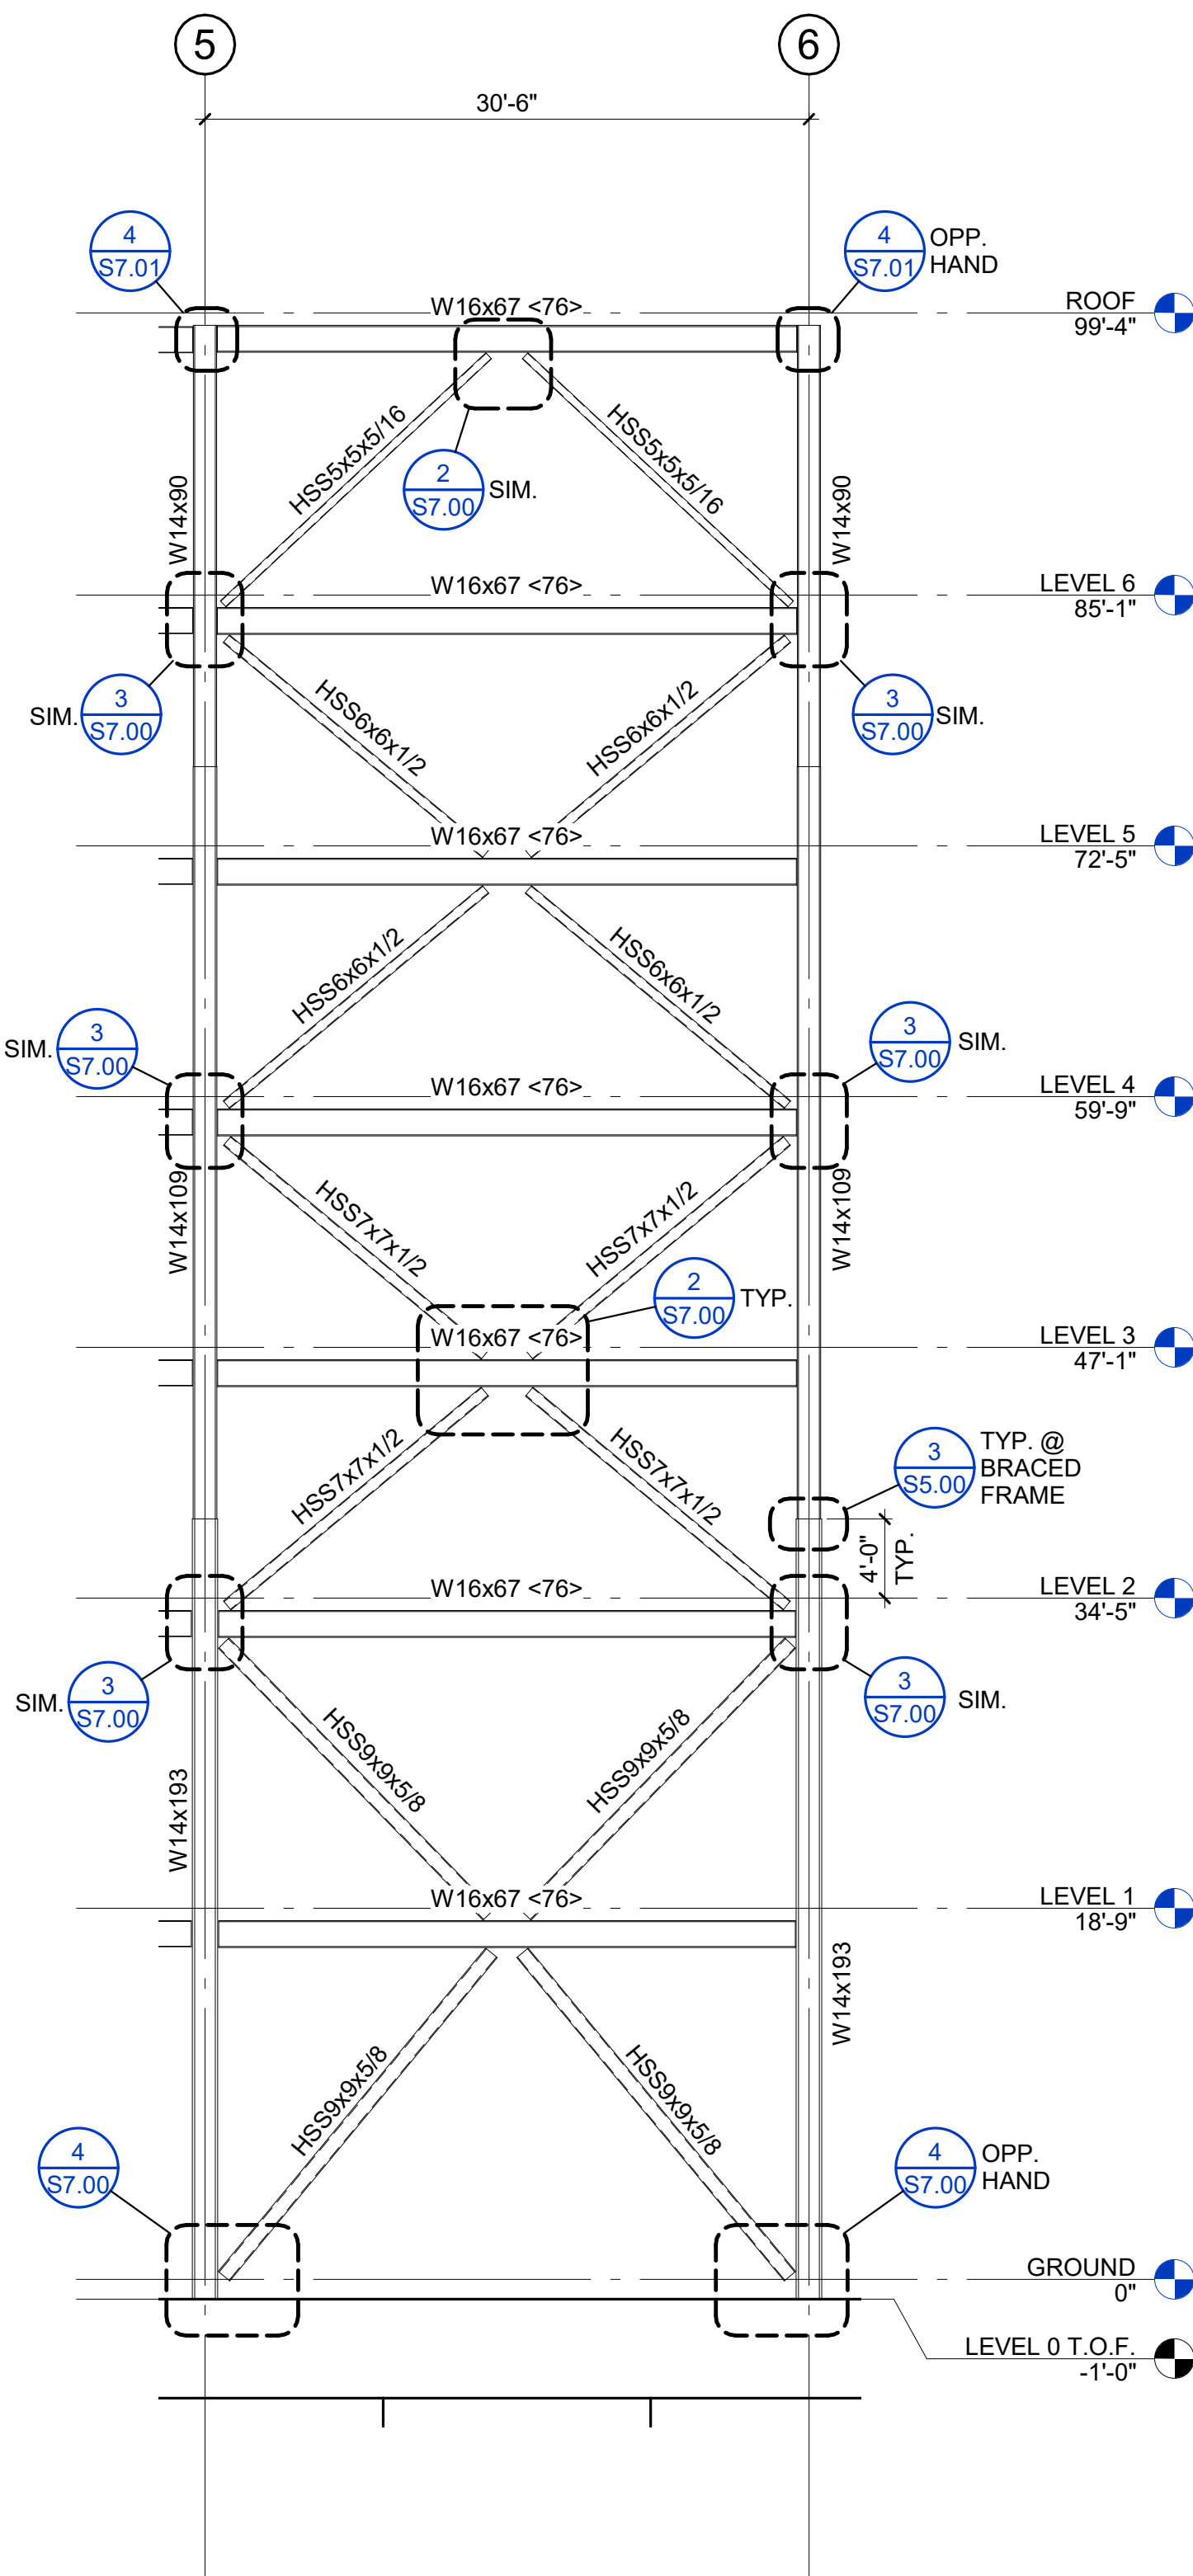 5
6
30'-6"
4
S7.01
4
S7.01
OPP.
HAND
W16x67 <76>
ROOF
99'-4"
HSS5x5x5/16
HSS5x5x5/16
2
S7.00
SIM.
W14x90
W14x90
W16x67 <76>
LEVEL 6
85'-1"
SIM.
3
S7.00
HSS6x6x1/2
HSS6x6x1/2
3
S7.00
SIM.
W16x67 <76>
LEVEL 5
72'-5"
HSS6x6x1/2
HSS6x6x1/2
SIM.
3
S7.00
3
S7.00
SIM.
W16x67 <76>
LEVEL 4
59'-9"
W14x109
HSS7x7x1/2
HSS7x7x1/2
W14x109
2
S7.00
TYP.
W16x67 <76>
LEVEL 3
47'-1"
HSS7x7x1/2
HSS7x7x1/2
3
S5.00
TYP. @
BRACED
FRAME
4'-0"
TYP.
W16x67 <76>
LEVEL 2
34'-5"
SIM.
3
S7.00
3
S7.00
SIM.
HSS9x9x5/8
HSS9x9x5/8
W14x193
W16x67 <76>
LEVEL 1
18'-9"
W14x193
HSS9x9x5/8
HSS9x9x5/8
4
S7.00
4
S7.00
OPP.
HAND
GROUND
0"
LEVEL 0 T.O.F.
-1'-0"